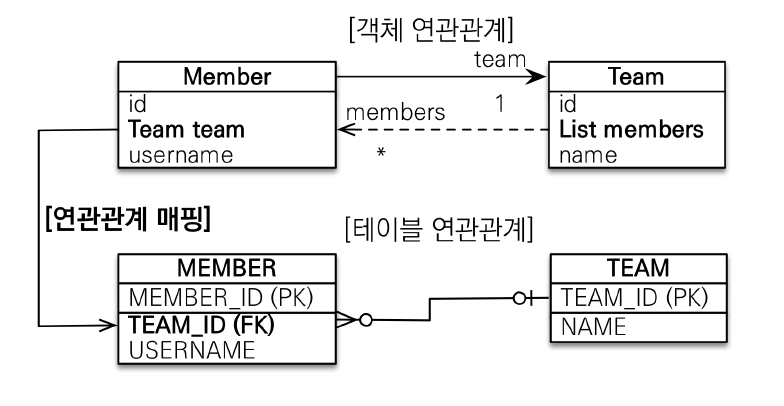 [객체 연관관계]
team
Member
id
Team team
username
members
1
*
Team
id
List members
name
[연관관계 매핑]
[테이블 연관관계]
MEMBER
MEMBER_ID (PK)
TEAM_ID (FK)
USERNAME
TEAM
TEAM_ID (PK)
NAME